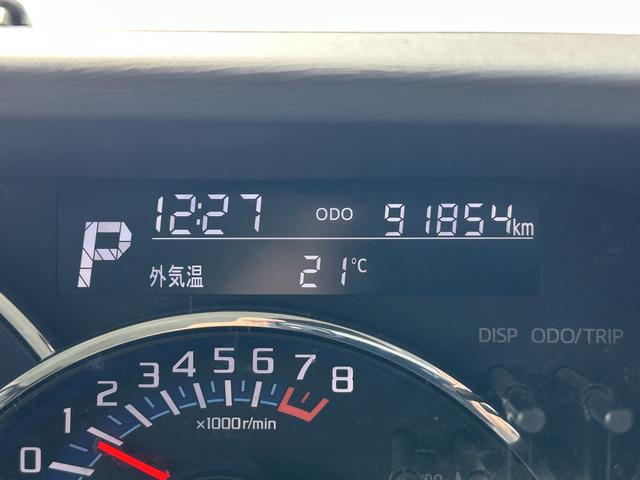 12:27 ODO 91854km
P
外気温 21°C
DISP ODO/TRIP
0 1 2 3 4 5 6 7 8
×1000r/min